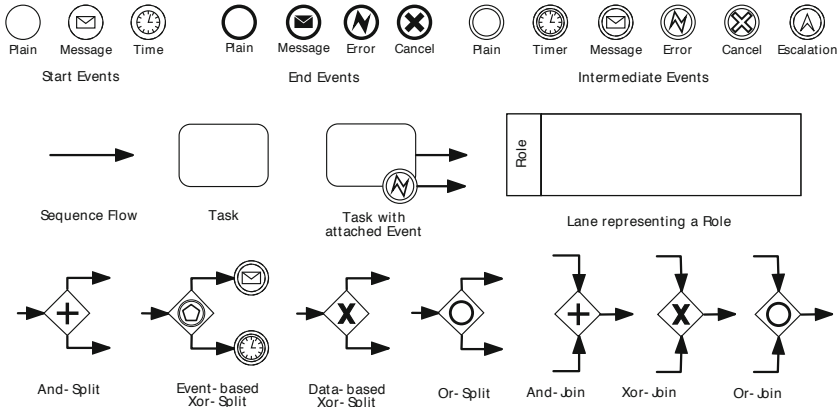 Plain Message Time Plain Message Error Cancel Plain Timer Message Error Cancel Escalation
Start Events End Events Intermediate Events
Role
Sequence Flow Task Task with Lane representing a Role
attached Event
X X
And-Split Event-based Data-based Or-Split And-Join Xor-Join Or-Join
Xor-Split Xor-Split